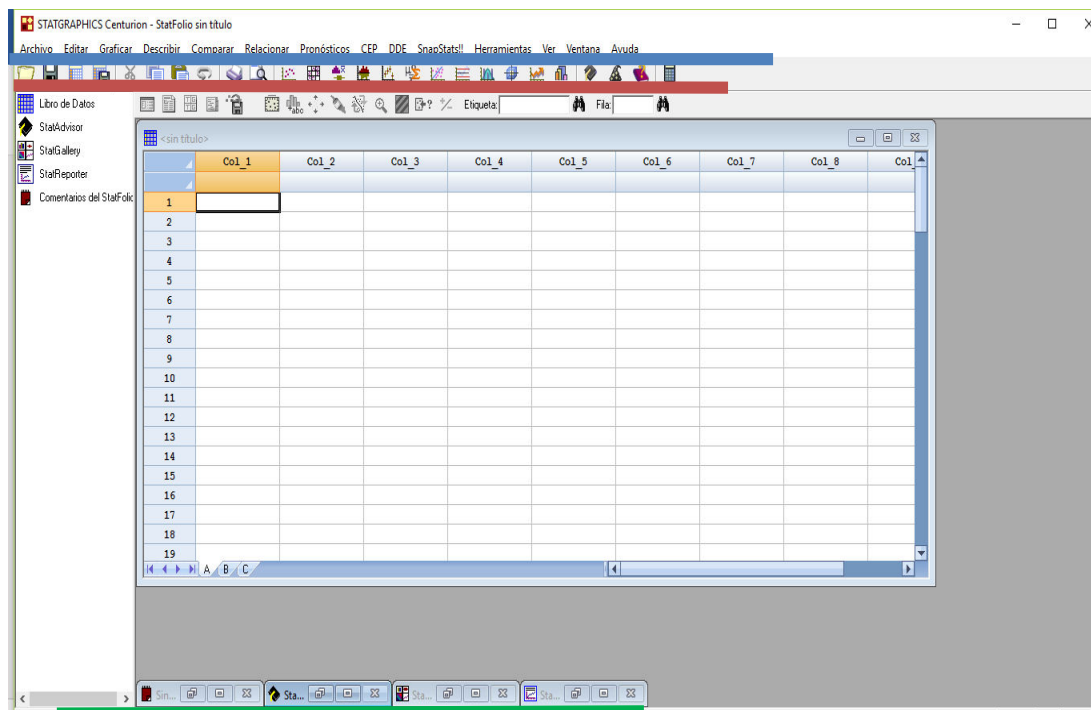 STATGRAPHICS Centurion - StatFolio sin título
Archivo Editar Graficar Describir Comparar Relacionar Pronósticos CEP DDE SnapStats!! Herramientas Ver Ventana Ayuda
Libro de Datos
StatAdvisor
StatGallery
StatReporter
Comentarios del StatFolio
Etiqueta: Fila:
<sin título>
Col_1 Col_2 Col_3 Col_4 Col_5 Col_6 Col_7 Col_8 Col_
1
2
3
4
5
6
7
8
9
10
11
12
13
14
15
16
17
18
19
A B C
Sin... Sta... Sta... Sta...